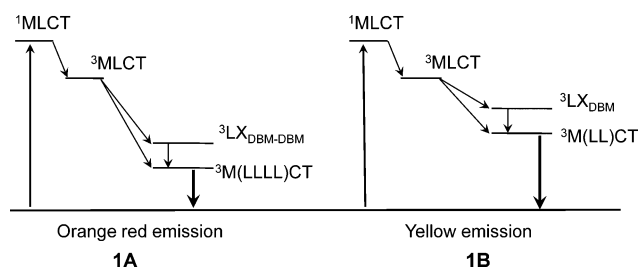 ¹MLCT
³MLCT
³LX_DBM-DBM
³M(LLLL)CT
Orange red emission
1A
¹MLCT
³MLCT
³LX_DBM
³M(LL)CT
Yellow emission
1B